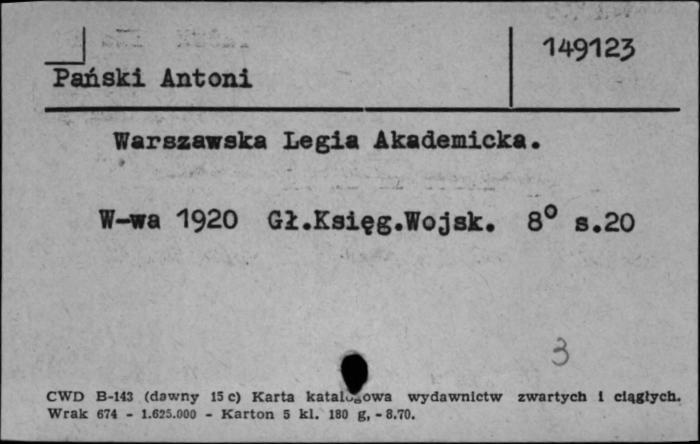 149123
Pański Antoni
Warszawska Legia Akademicka.
W-wa 1920 Gł.Księg.Wojsk. 8° s.20
3
CWD B-143 (dawny 15 c) Karta katalogowa wydawnictw zwartych i ciągłych.
Wrak 674 - 1.625.000 - Karton 5 kl. 180 g, - 8.70.